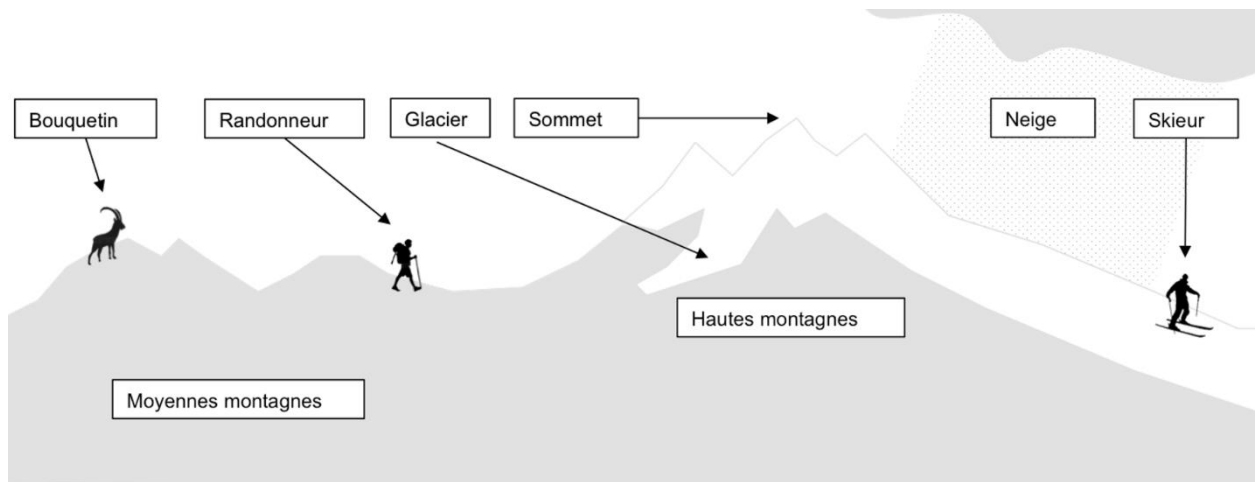 Bouquetin
Randonneur
Glacier
Sommet
Neige
Skieur
Hautes montagnes
Moyennes montagnes